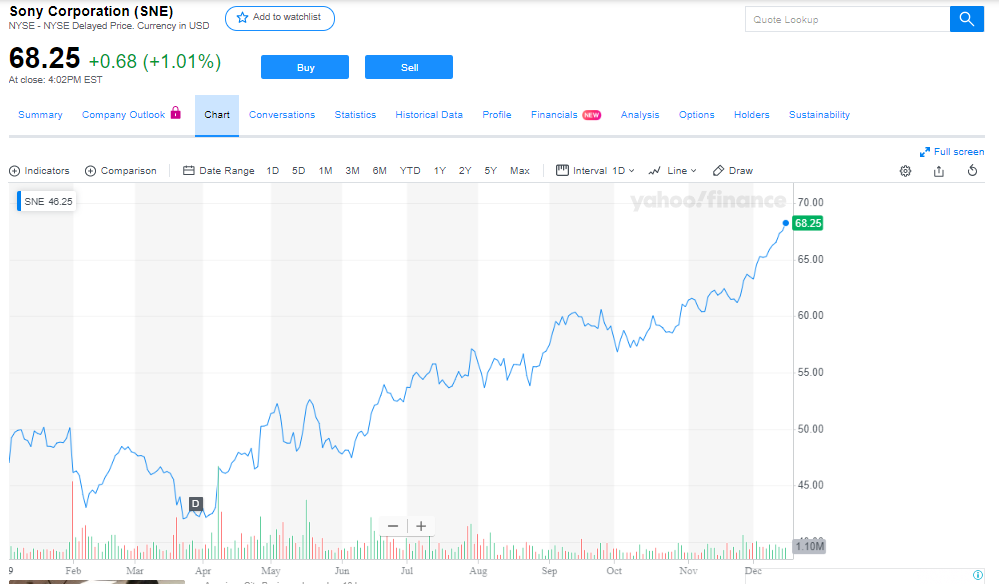 Sony Corporation (SNE)
NYSE - NYSE Delayed Price. Currency in USD
Add to watchlist
Quote Lookup
68.25 +0.68 (+1.01%)
At close: 4:02PM EST
Buy
Sell
Summary Company Outlook Chart Conversations Statistics Historical Data Profile Financials NEW Analysis Options Holders Sustainability
Full screen
Indicators Comparison Date Range 1D 5D 1M 3M 6M YTD 1Y 2Y 5Y Max Interval 1D Line Draw
SNE 46.25
yahoo!finance
70.00
68.25
65.00
60.00
55.00
50.00
45.00
D
1.10M
9 Feb Mar Apr May Jun Jul Aug Sep Oct Nov Dec